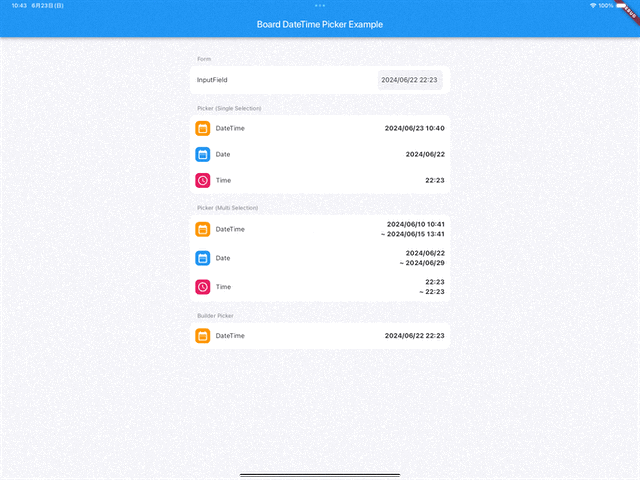 10:43 6月23日(日)
100%
Board DateTime Picker Example
Form
InputField 2024/06/22 22:23
Picker (Single Selection)
DateTime 2024/06/23 10:40
Date 2024/06/22
Time 22:23
Picker (Multi Selection)
DateTime 2024/06/10 10:41
~ 2024/06/15 13:41
Date 2024/06/22
~ 2024/06/29
Time 22:23
~ 22:23
Builder Picker
DateTime 2024/06/22 22:23